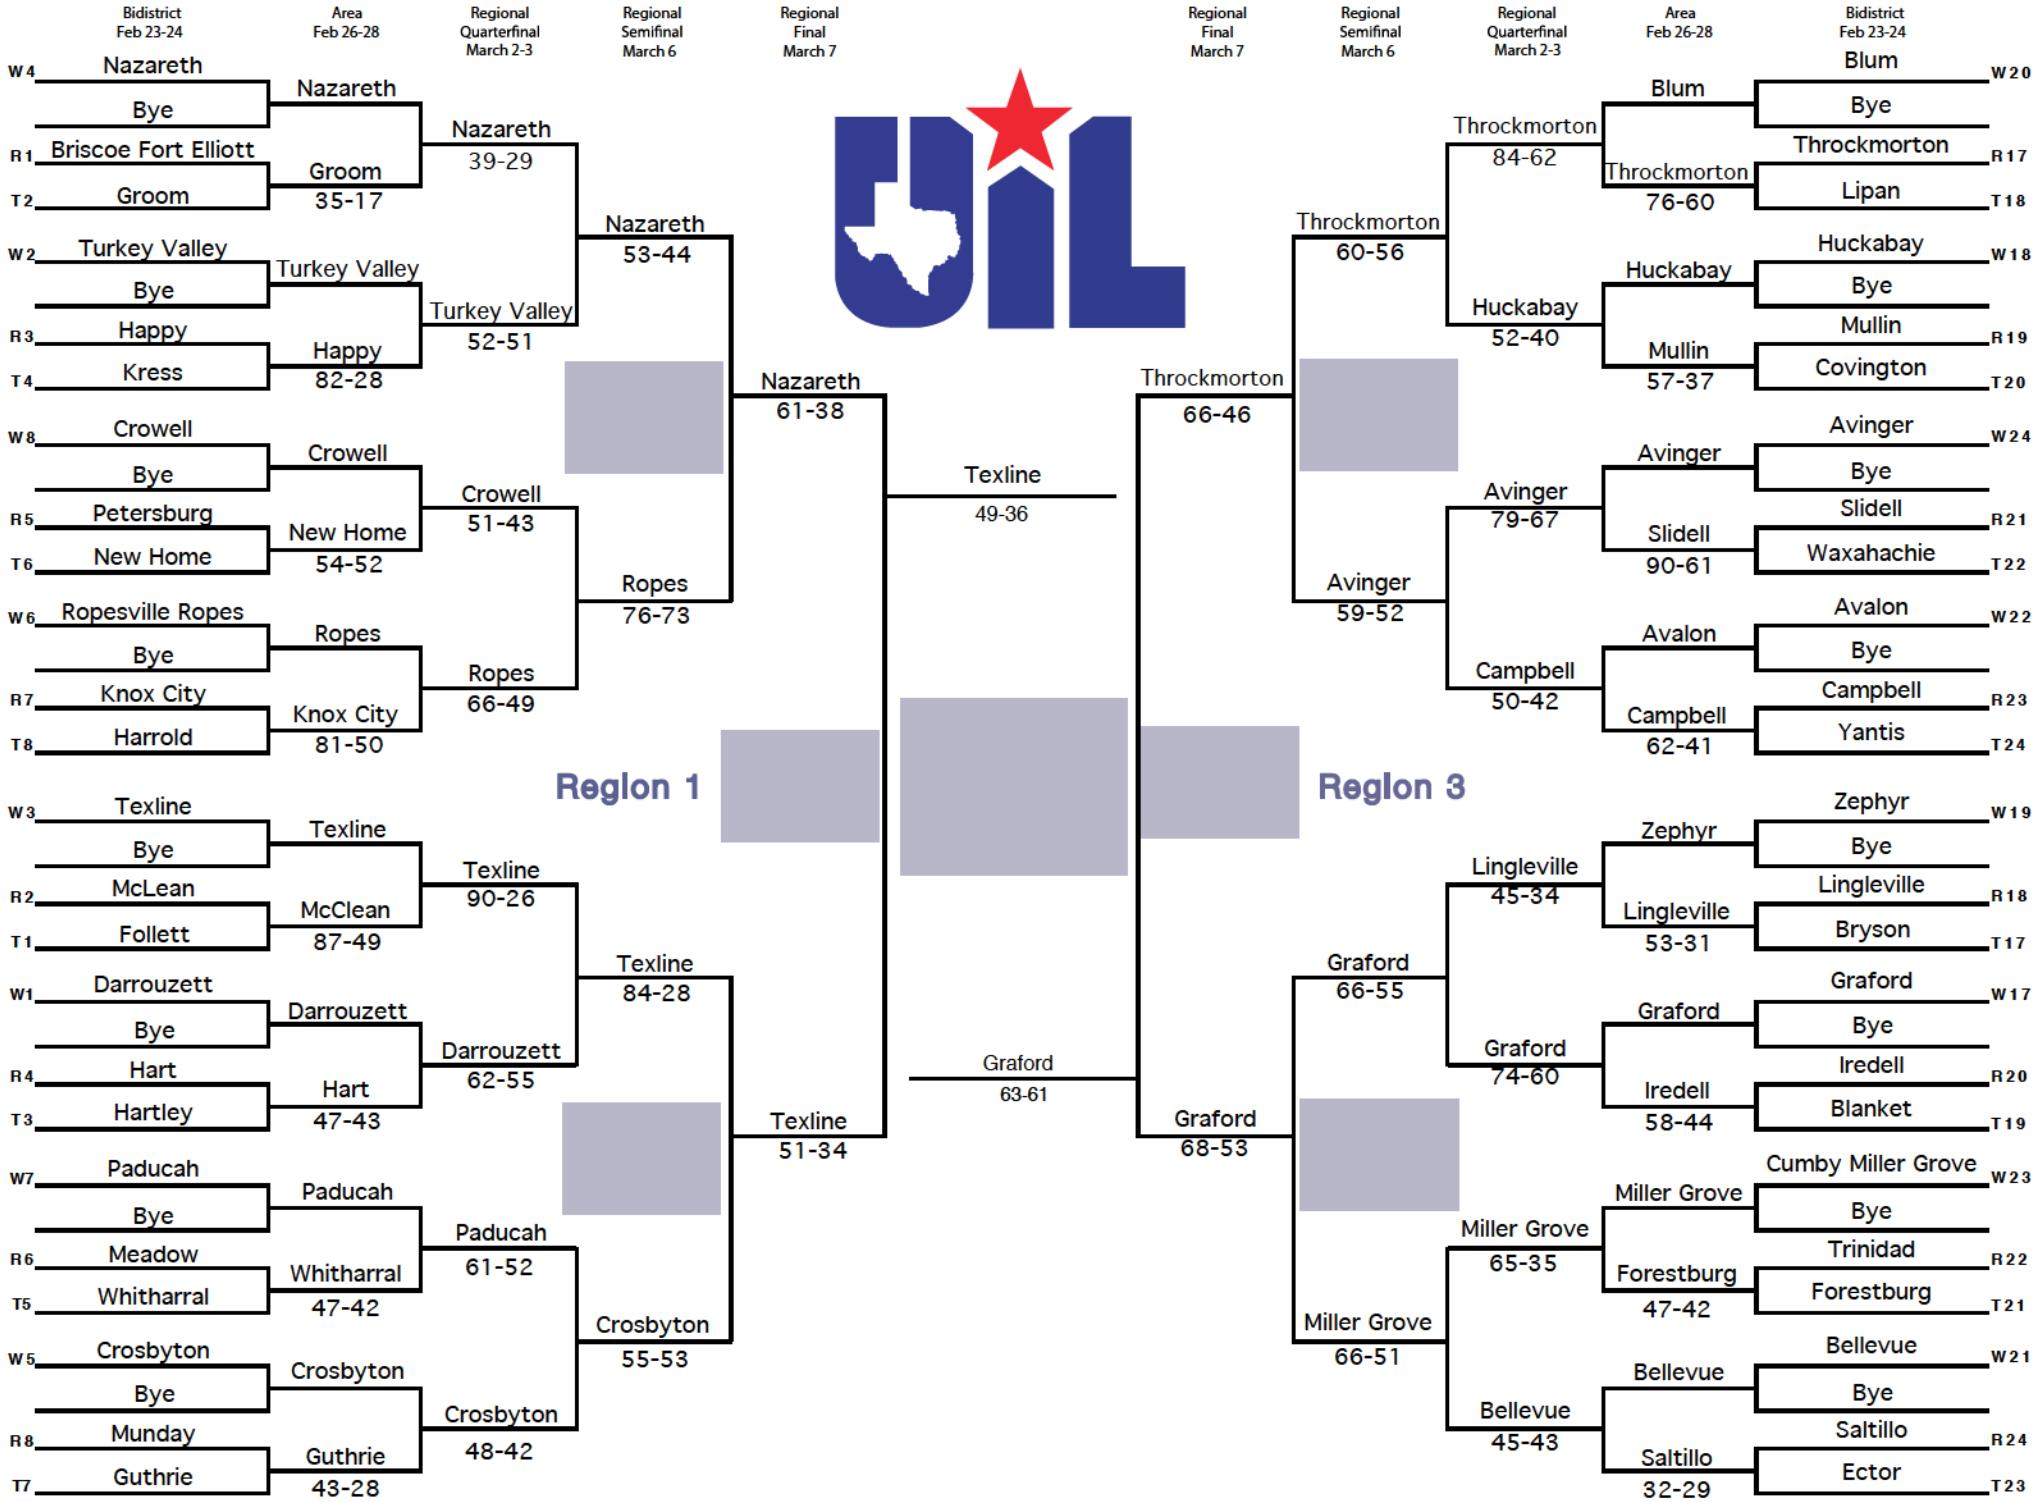 Bidistrict
Feb 23-24
Area
Feb 26-28
Regional
Quarterfinal
March 2-3
Regional
Semifinal
March 6
Regional
Final
March 7
Regional
Final
March 7
Regional
Semifinal
March 6
Regional
Quarterfinal
March 2-3
Area
Feb 26-28
Bidistrict
Feb 23-24
W4
Nazareth
Bye
R1
Briscoe Fort Elliott
T2
Groom
W2
Turkey Valley
Bye
R3
Happy
T4
Kress
W8
Crowell
Bye
R5
Petersburg
T6
New Home
W6
Ropesville Ropes
Bye
R7
Knox City
T8
Harrold
W3
Texline
Bye
R2
McLean
T1
Follett
W1
Darrouzett
Bye
R4
Hart
T3
Hartley
W7
Paducah
Bye
R6
Meadow
T5
Whitharral
W5
Crosbyton
Bye
R8
Munday
T7
Guthrie
Nazareth
Groom
35-17
Turkey Valley
Happy
82-28
Crowell
New Home
54-52
Ropes
Knox City
81-50
Texline
McClean
87-49
Darrouzett
Hart
47-43
Paducah
Whitharral
47-42
Crosbyton
Guthrie
43-28
Nazareth
39-29
Turkey Valley
52-51
Crowell
51-43
Ropes
66-49
Texline
90-26
Darrouzett
62-55
Paducah
61-52
Crosbyton
48-42
Nazareth
53-44
Ropes
76-73
Region 1
Texline
84-28
Crosbyton
55-53
Nazareth
61-38
Texline
51-34
UIL
Texline
49-36
Graford
63-61
Throckmorton
66-46
Graford
68-53
Throckmorton
60-56
Avinger
59-52
Region 3
Graford
66-55
Miller Grove
66-51
Throckmorton
84-62
Huckabay
52-40
Avinger
79-67
Campbell
50-42
Lingleville
45-34
Graford
74-60
Miller Grove
65-35
Bellevue
45-43
Blum
Throckmorton
76-60
Huckabay
Mullin
57-37
Avinger
Slidell
90-61
Avalon
Campbell
62-41
Zephyr
Lingleville
53-31
Graford
Iredell
58-44
Miller Grove
Forestburg
47-42
Bellevue
Saltillo
32-29
Blum
W20
Bye
Throckmorton
R17
Lipan
T18
Huckabay
W18
Bye
Mullin
R19
Covington
T20
Avinger
W24
Bye
Slidell
R21
Waxahachie
T22
Avalon
W22
Bye
Campbell
R23
Yantis
T24
Zephyr
W19
Bye
Lingleville
R18
Bryson
T17
Graford
W17
Bye
Iredell
R20
Blanket
T19
Cumby Miller Grove
W23
Bye
Trinidad
R22
Forestburg
T21
Bellevue
W21
Bye
Saltillo
R24
Ector
T23